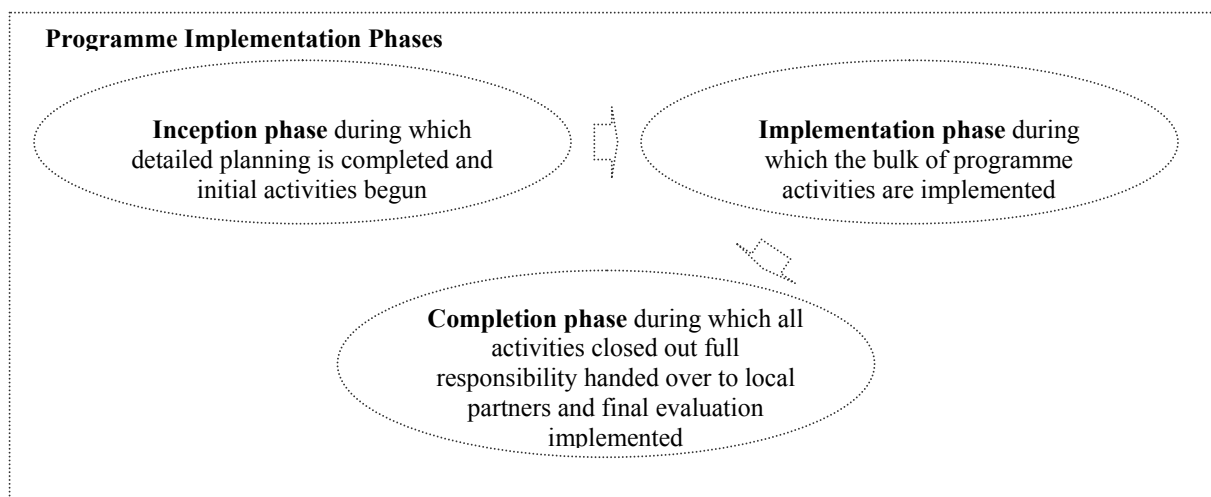 Programme Implementation Phases
Inception phase during which
detailed planning is completed and
initial activities begun
Implementation phase during
which the bulk of programme
activities are implemented
Completion phase during which all
activities closed out full
responsibility handed over to local
partners and final evaluation
implemented